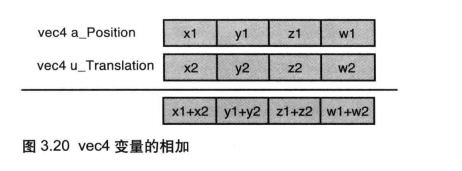 vec4 a_Position x1 y1 z1 w1
vec4 u_Translation x2 y2 z2 w2
x1+x2 y1+y2 z1+z2 w1+w2
图 3.20 vec4 变量的相加